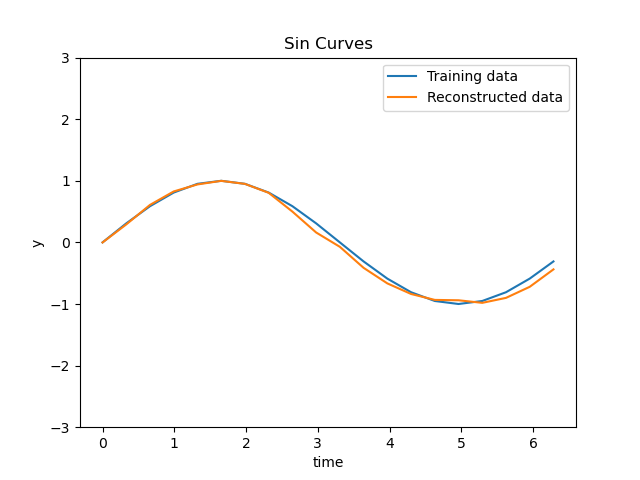 Sin Curves
Training data
Reconstructed data
3
2
1
0
−1
−2
−3
y
0 1 2 3 4 5 6
time